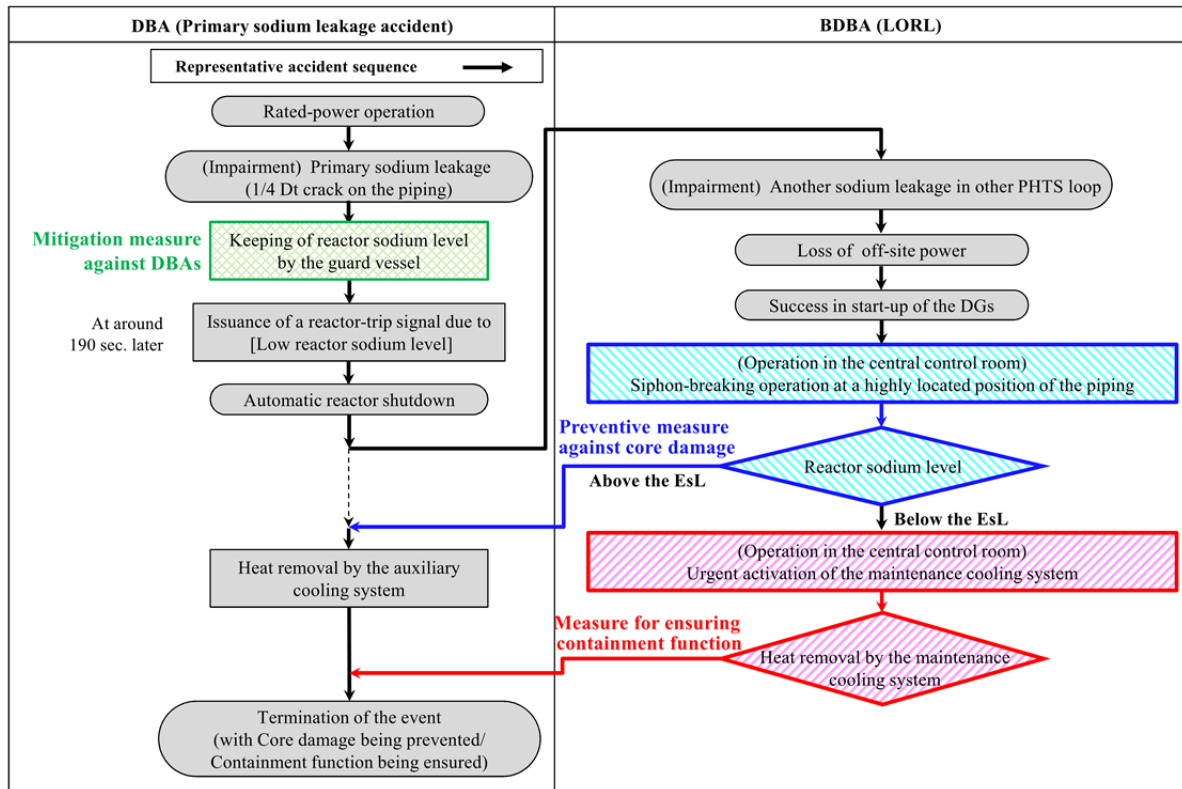 DBA (Primary sodium leakage accident)
BDBA (LORL)
Representative accident sequence
Rated-power operation
(Impairment) Primary sodium leakage
(1/4 Dt crack on the piping)
Mitigation measure
against DBAs
Keeping of reactor sodium level
by the guard vessel
At around
190 sec. later
Issuance of a reactor-trip signal due to
[Low reactor sodium level]
Automatic reactor shutdown
(Impairment) Another sodium leakage in other PHTS loop
Loss of off-site power
Success in start-up of the DGs
(Operation in the central control room)
Siphon-breaking operation at a highly located position of the piping
Preventive measure
against core damage
Reactor sodium level
Above the EsL
Below the EsL
(Operation in the central control room)
Urgent activation of the maintenance cooling system
Heat removal by the auxiliary
cooling system
Measure for ensuring
containment function
Heat removal by the maintenance
cooling system
Termination of the event
(with Core damage being prevented/
Containment function being ensured)